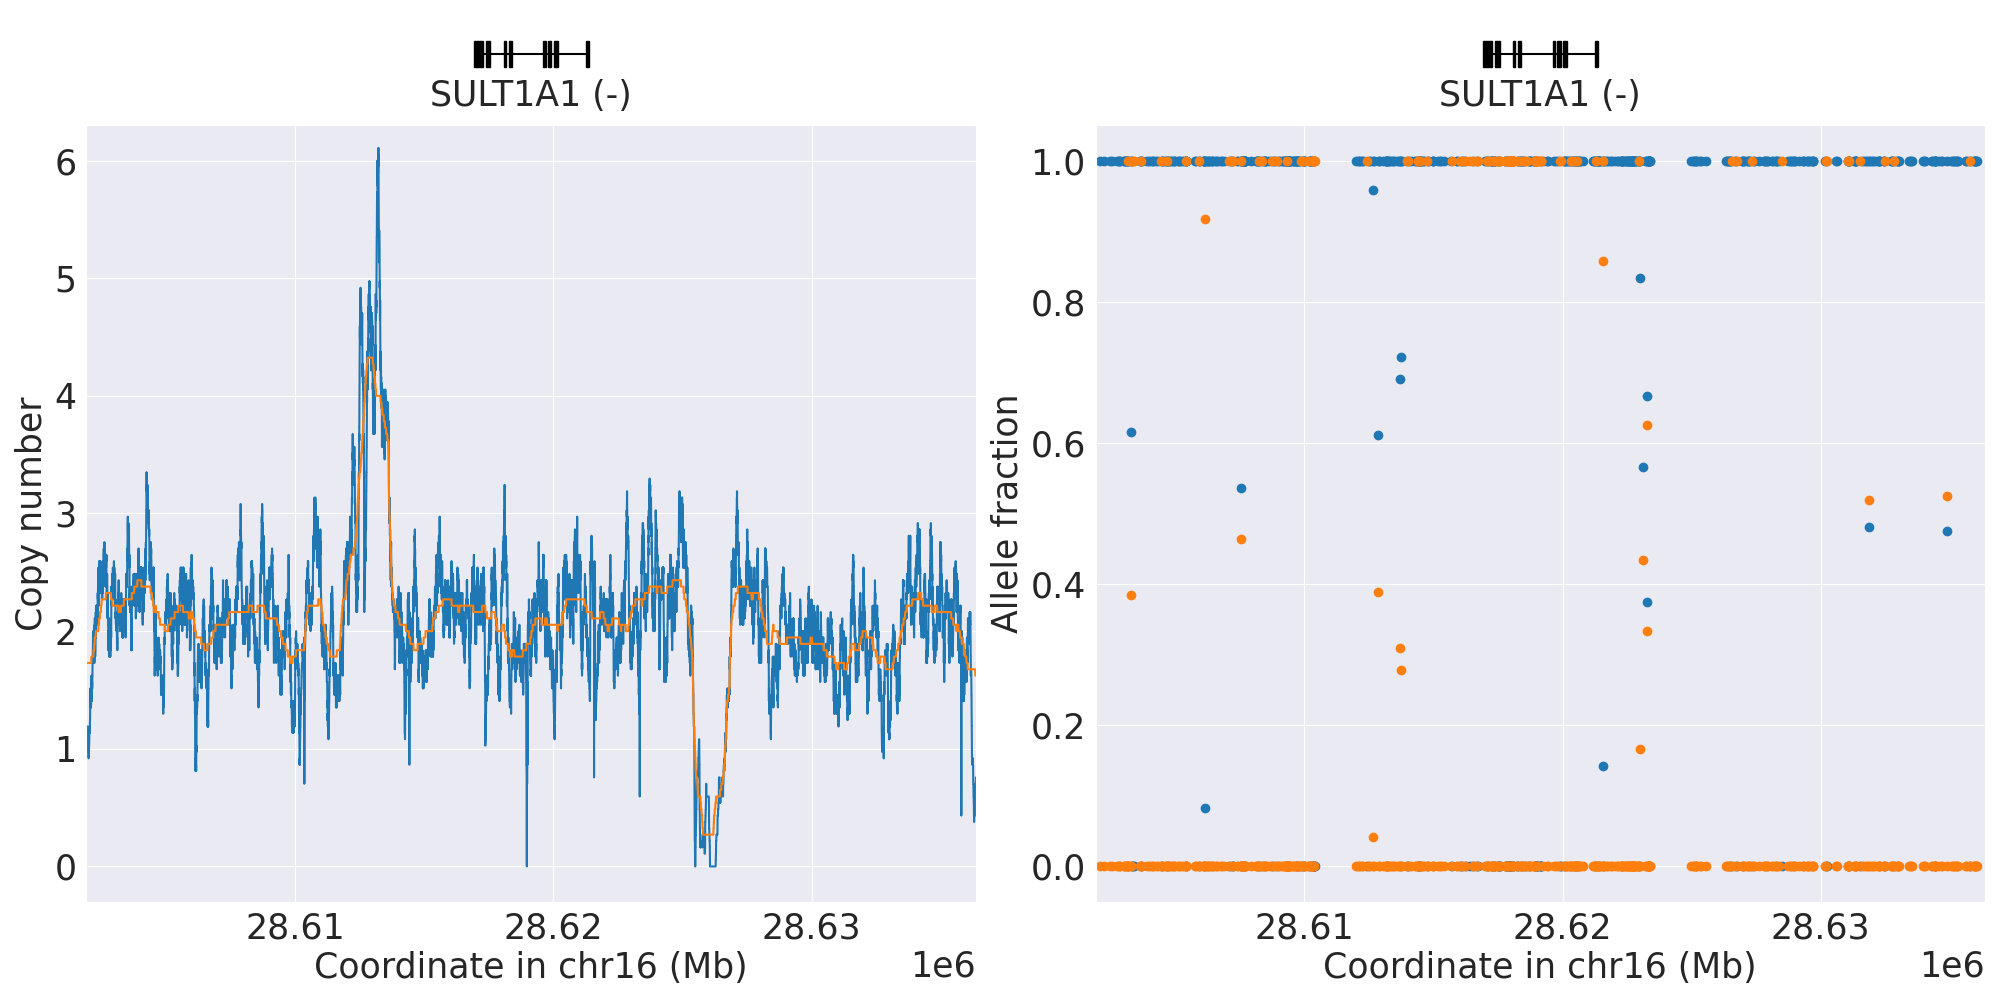 SULT1A1 (-)
Copy number
6
5
4
3
2
1
0
28.61
28.62
28.63
Coordinate in chr16 (Mb)
1e6
SULT1A1 (-)
Allele fraction
1.0
0.8
0.6
0.4
0.2
0.0
28.61
28.62
28.63
Coordinate in chr16 (Mb)
1e6